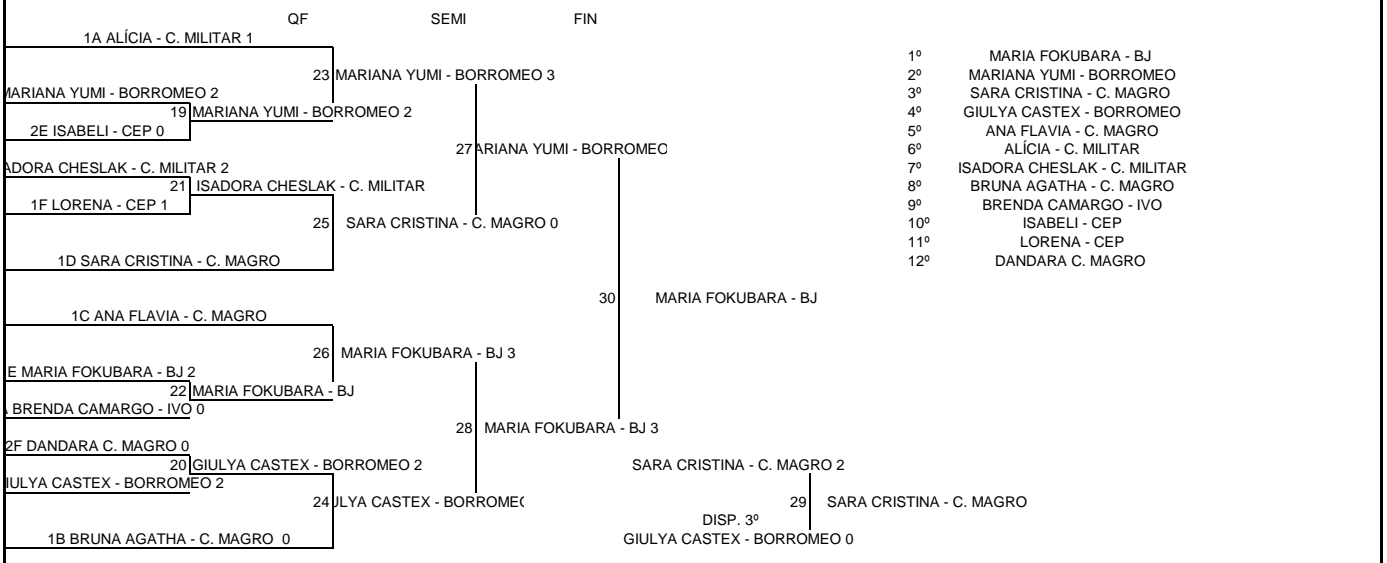 QF SEMI FIN
1A ALÍCIA - C. MILITAR 1
1º MARIA FOKUBARA - BJ
23 MARIANA YUMI - BORROMEO 3
2º MARIANA YUMI - BORROMEO
ARIANA YUMI - BORROMEO 2
3º SARA CRISTINA - C. MAGRO
19 MARIANA YUMI - BORROMEO 2
4º GIULYA CASTEX - BORROMEO
2E ISABELI - CEP 0
5º ANA FLAVIA - C. MAGRO
27 ARIANA YUMI - BORROMEO
6º ALÍCIA - C. MILITAR
ADORA CHESLAK - C. MILITAR 2
7º ISADORA CHESLAK - C. MILITAR
21 ISADORA CHESLAK - C. MILITAR
8º BRUNA AGATHA - C. MAGRO
1F LORENA - CEP 1
9º BRENDA CAMARGO - IVO
25 SARA CRISTINA - C. MAGRO 0
10º ISABELI - CEP
11º LORENA - CEP
1D SARA CRISTINA - C. MAGRO
12º DANDARA C. MAGRO
30 MARIA FOKUBARA - BJ
1C ANA FLAVIA - C. MAGRO
26 MARIA FOKUBARA - BJ 3
E MARIA FOKUBARA - BJ 2
22 MARIA FOKUBARA - BJ
BRENDA CAMARGO - IVO 0
28 MARIA FOKUBARA - BJ 3
2F DANDARA C. MAGRO 0
20 GIULYA CASTEX - BORROMEO 2
SARA CRISTINA - C. MAGRO 2
IULYA CASTEX - BORROMEO 2
24 ULYA CASTEX - BORROMEO
29 SARA CRISTINA - C. MAGRO
DISP. 3º
1B BRUNA AGATHA - C. MAGRO 0
GIULYA CASTEX - BORROMEO 0